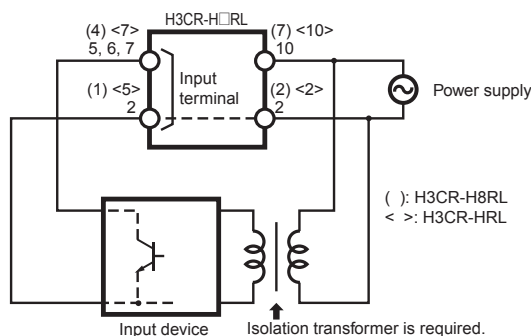 H3CR-H□RL
(4) <7>
5, 6, 7
(7) <10>
10
Input
terminal
(1) <5>
2
(2) <2>
2
Power supply
( ): H3CR-H8RL
< >: H3CR-HRL
Input device
Isolation transformer is required.